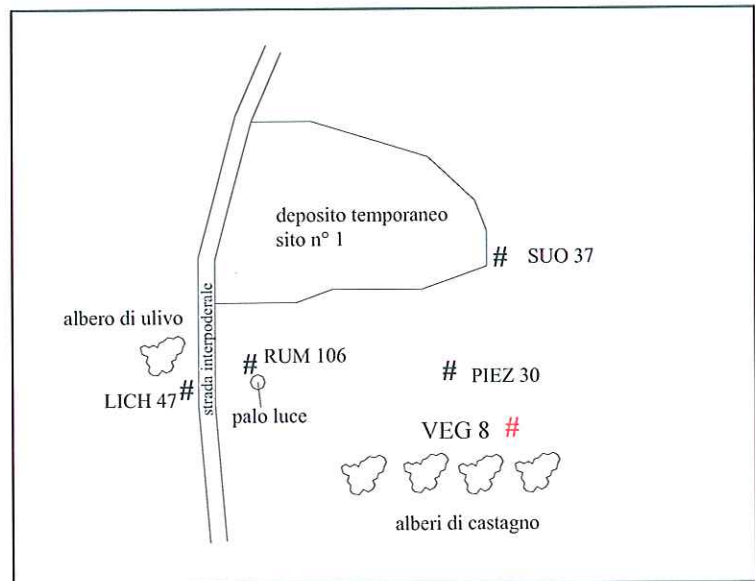 deposito temporaneo
sito n° 1
# SUO 37
albero di ulivo
strada interpoderale
# RUM 106
# PIEZ 30
LICH 47 #
palo luce
VEG 8 #
alberi di castagno